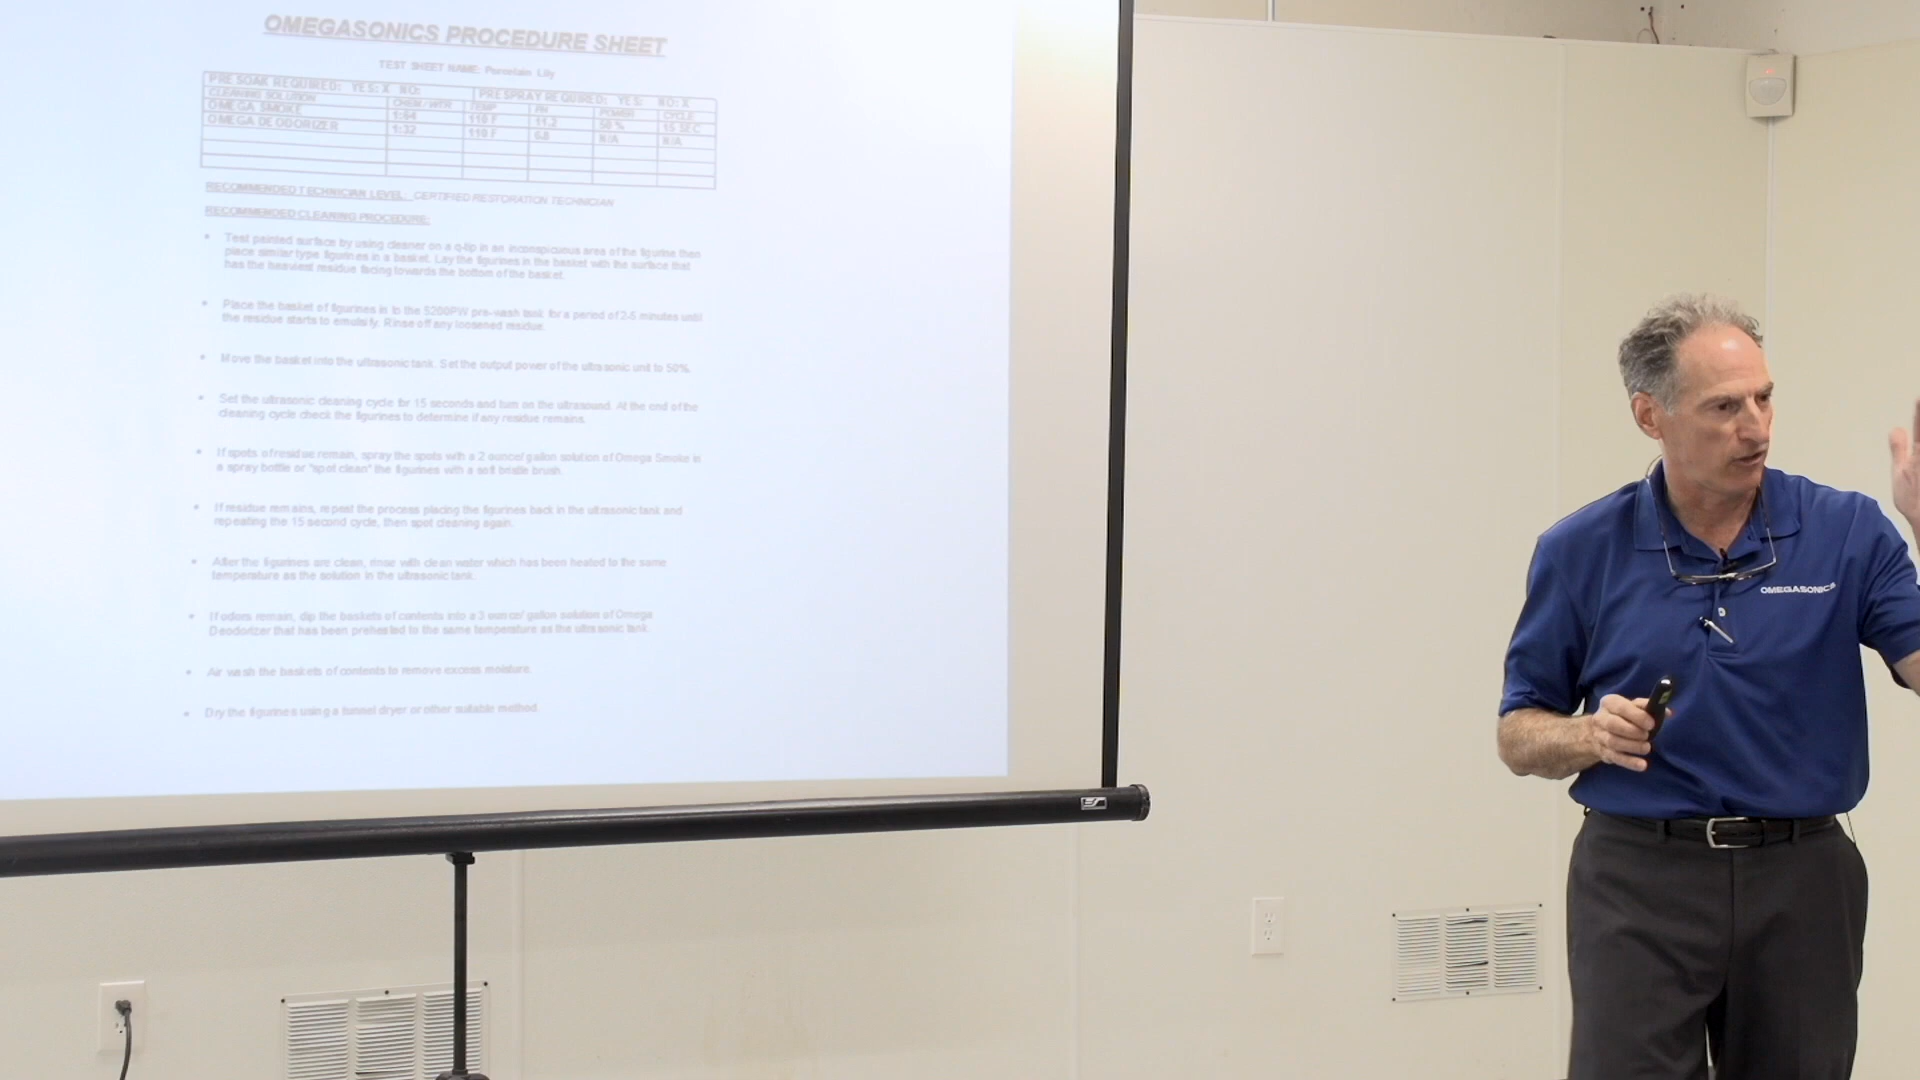 OMEGASONICS PROCEDURE SHEET
TEST SHEET NAME: Porcelain Lily
PRE SOAK REQUIRED: YES: X NO: PRE SPRAY REQUIRED: YES: NO: X
CLEANING SOLUTION CHEM / WTR TEMP PH POWER CYCLE
OMEGA SMOKE 1:64 110 F 11.2 50 % 15 SEC
OMEGA DEODORIZER 1:32 110 F 6.8 N/A N/A
RECOMMENDED TECHNICIAN LEVEL: CERTIFIED RESTORATION TECHNICIAN
RECOMMENDED CLEANING PROCEDURE:
• Test painted surface by using cleaner on a q-tip in an inconspicuous area of the figurine then
place similar type figurines in a basket. Lay the figurines in the basket with the surface that
has the heaviest residue facing towards the bottom of the basket.
• Place the basket of figurines in to the 5200PW pre-wash tank for a period of 2-5 minutes until
the residue starts to emulsify. Rinse off any loosened residue.
• Move the basket into the ultrasonic tank. Set the output power of the ultrasonic unit to 50%.
• Set the ultrasonic cleaning cycle for 15 seconds and turn on the ultrasound. At the end of the
cleaning cycle check the figurines to determine if any residue remains.
• If spots of residue remain, spray the spots with a 2 ounce/ gallon solution of Omega Smoke in
a spray bottle or "spot clean" the figurines with a soft bristle brush.
• If residue remains, repeat the process placing the figurines back in the ultrasonic tank and
repeating the 15 second cycle, then spot cleaning again.
• After the figurines are clean, rinse with clean water which has been heated to the same
temperature as the solution in the ultrasonic tank.
• If odors remain, dip the baskets of contents into a 3 ounce/ gallon solution of Omega
Deodorizer that has been preheated to the same temperature as the ultrasonic tank.
• Air wash the baskets of contents to remove excess moisture.
• Dry the figurines using a tunnel dryer or other suitable method.
OMEGASONICS